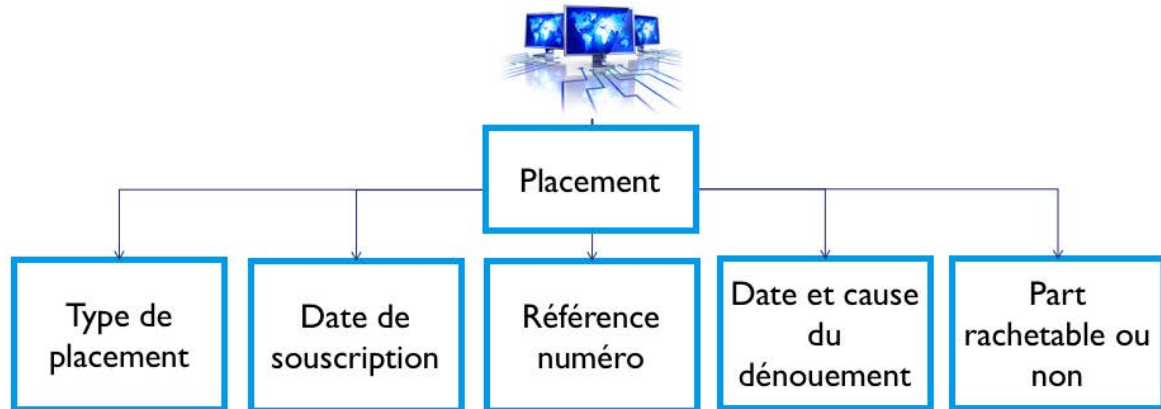 Placement
Type de
placement
Date de
souscription
Référence
numéro
Date et cause
du
dénouement
Part
rachetable ou
non